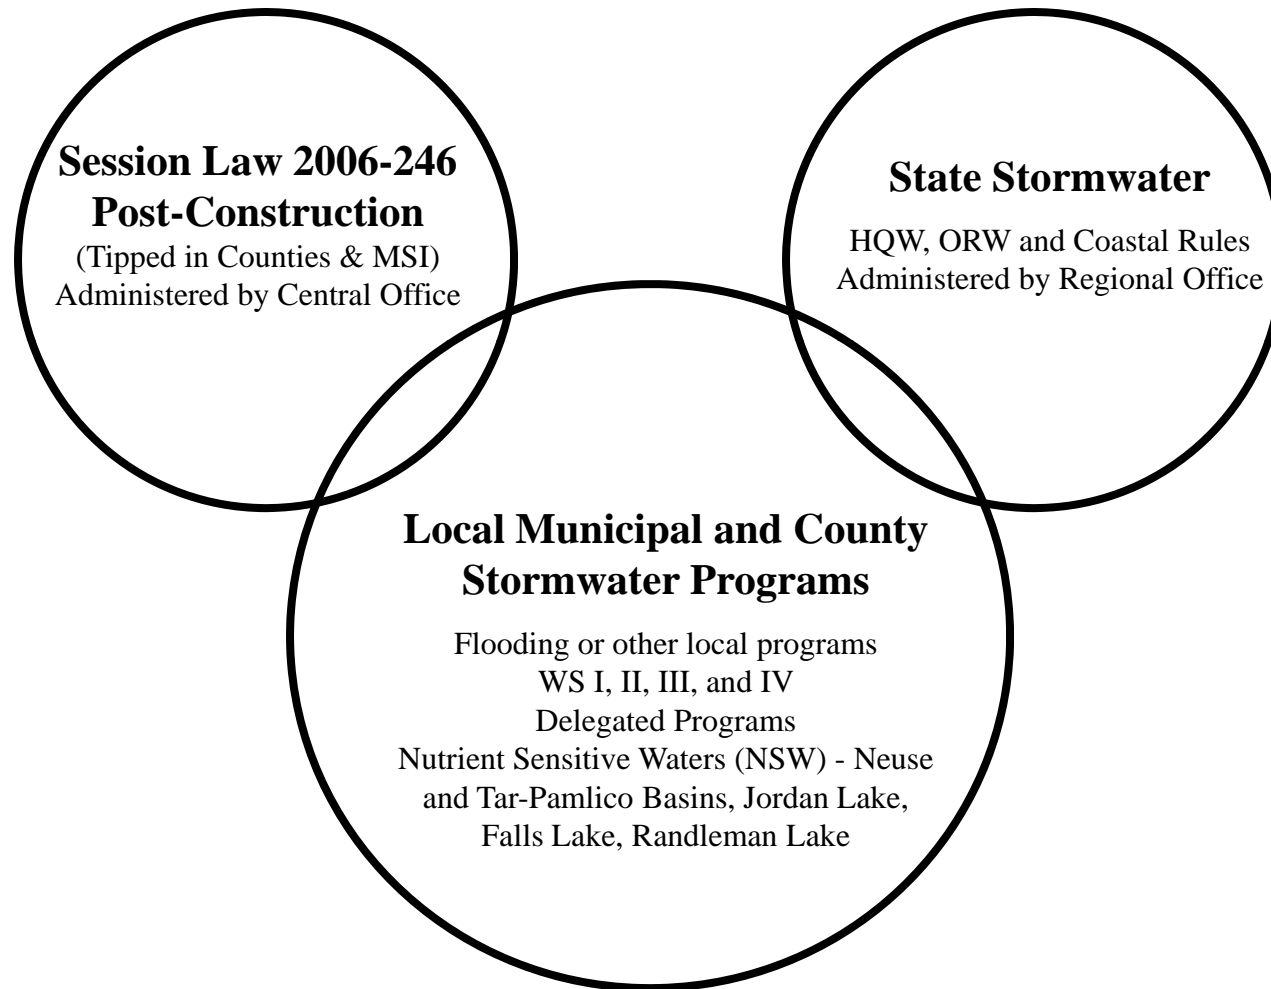 Session Law 2006-246
Post-Construction
(Tipped in Counties & MSI)
Administered by Central Office
State Stormwater
HQW, ORW and Coastal Rules
Administered by Regional Office
Local Municipal and County
Stormwater Programs
Flooding or other local programs
WS I, II, III, and IV
Delegated Programs
Nutrient Sensitive Waters (NSW) - Neuse
and Tar-Pamlico Basins, Jordan Lake,
Falls Lake, Randleman Lake